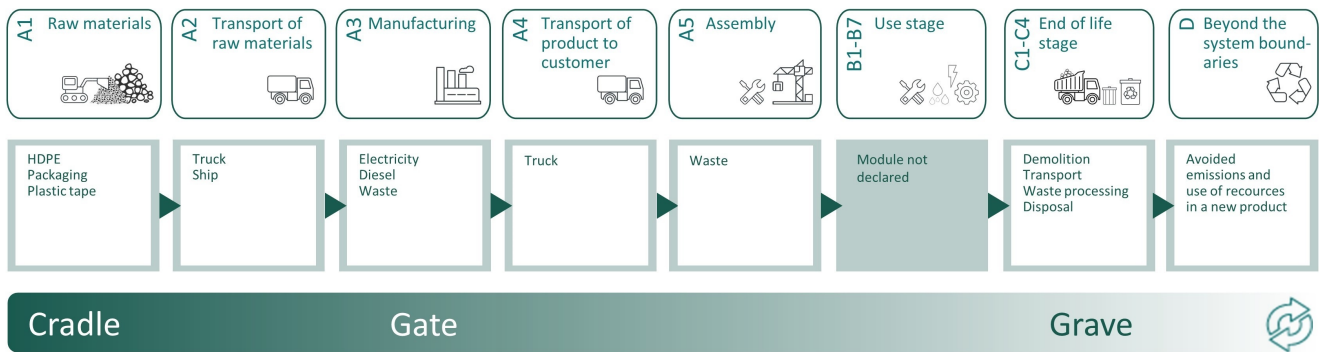 A1
Raw materials
A2
Transport of
raw materials
A3
Manufacturing
A4
Transport of
product to
customer
A5
Assembly
B1-B7
Use stage
C1-C4
End of life
stage
D
Beyond the
system bound-
aries
HDPE
Packaging
Plastic tape
Truck
Ship
Electricity
Diesel
Waste
Truck
Waste
Module not
declared
Demolition
Transport
Waste processing
Disposal
Avoided
emissions and
use of recources
in a new product
Cradle
Gate
Grave